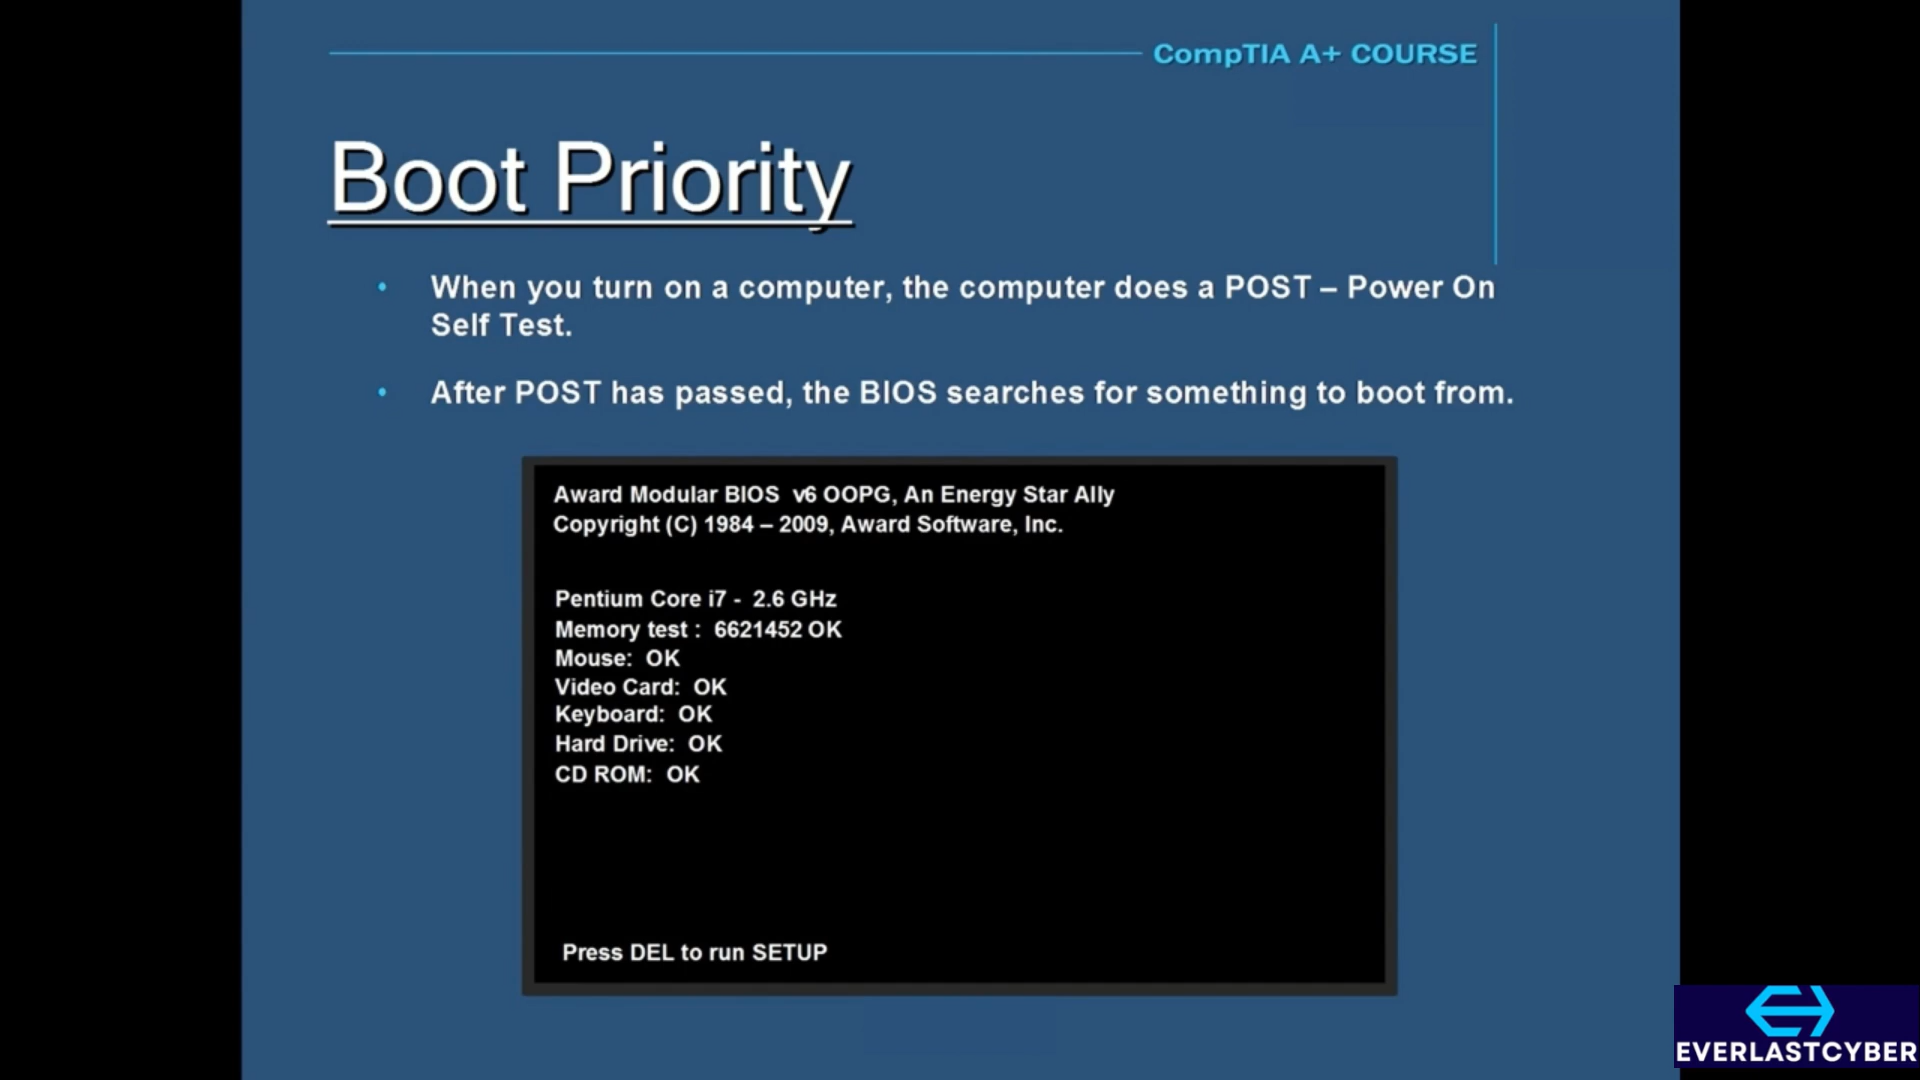 CompTIA A+ COURSE
Boot Priority
• When you turn on a computer, the computer does a POST – Power On
Self Test.
• After POST has passed, the BIOS searches for something to boot from.
Award Modular BIOS v6 OOPG, An Energy Star Ally
Copyright (C) 1984 – 2009, Award Software, Inc.
Pentium Core i7 - 2.6 GHz
Memory test : 6621452 OK
Mouse: OK
Video Card: OK
Keyboard: OK
Hard Drive: OK
CD ROM: OK
Press DEL to run SETUP
EVERLASTCYBER